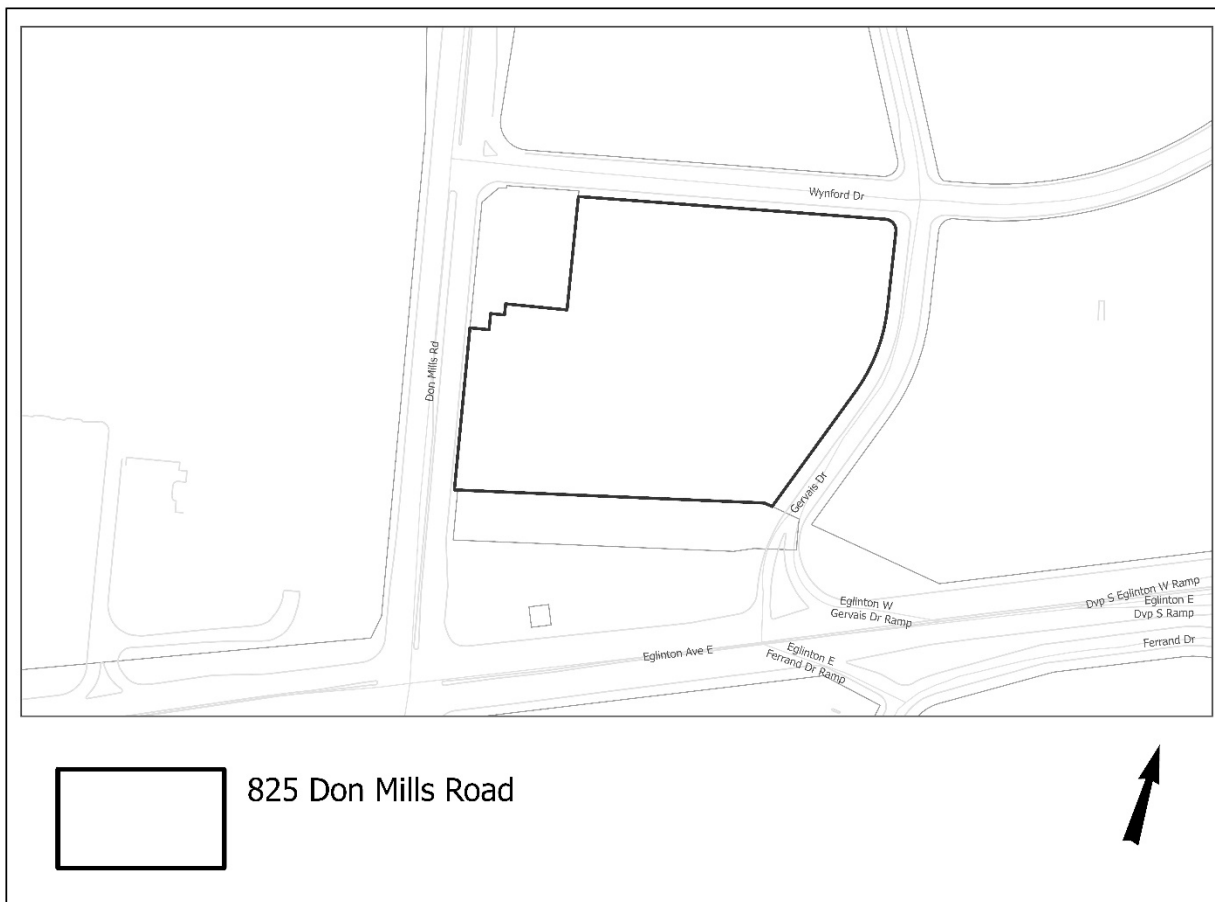 Wynford Dr
Don Mills Rd
Gervais Dr
Eglinton W
Gervais Dr Ramp
Dvp S Eglinton W Ramp
Eglinton E
Dvp S Ramp
Ferrand Dr
Eglinton Ave E
Eglinton E
Ferrand Dr Ramp
825 Don Mills Road